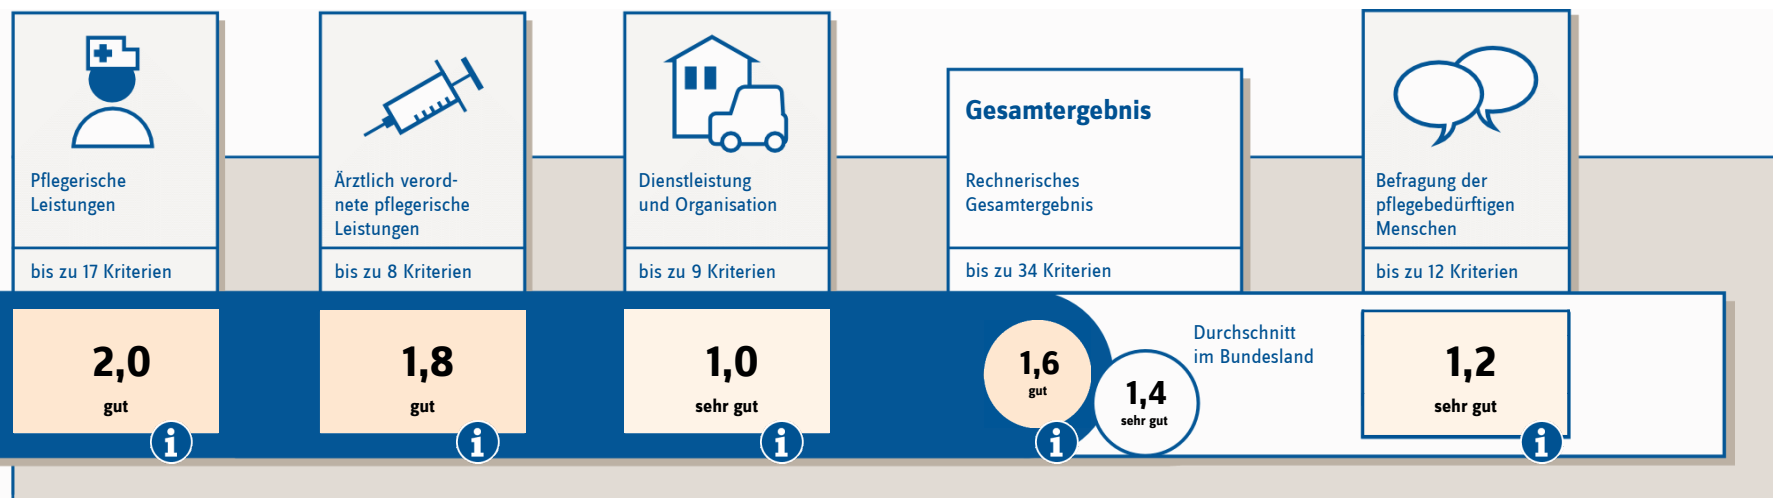 Pflegerische
Leistungen
bis zu 17 Kriterien
2,0
gut
i
Ärztlich verord-
nete pflegerische
Leistungen
bis zu 8 Kriterien
1,8
gut
i
Dienstleistung
und Organisation
bis zu 9 Kriterien
1,0
sehr gut
i
Gesamtergebnis
Rechnerisches
Gesamtergebnis
bis zu 34 Kriterien
1,6
gut
i
1,4
sehr gut
Durchschnitt
im Bundesland
Befragung der
pflegebedürftigen
Menschen
bis zu 12 Kriterien
1,2
sehr gut
i